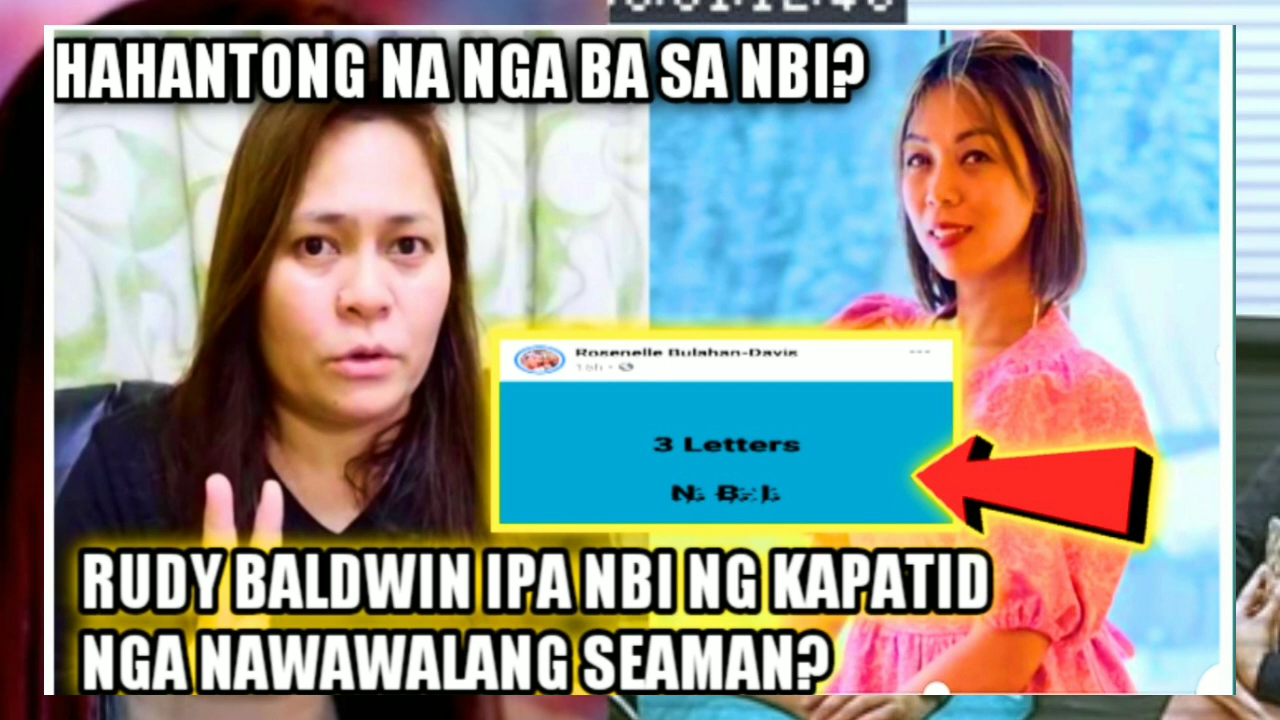 HAHANTONG NA NGA BA SA NBI?
Rosenelle Bulahan-Davis
3 Letters
N. B. I.
RUDY BALDWIN IPA NBI NG KAPATID
NGA NAWAWALANG SEAMAN?